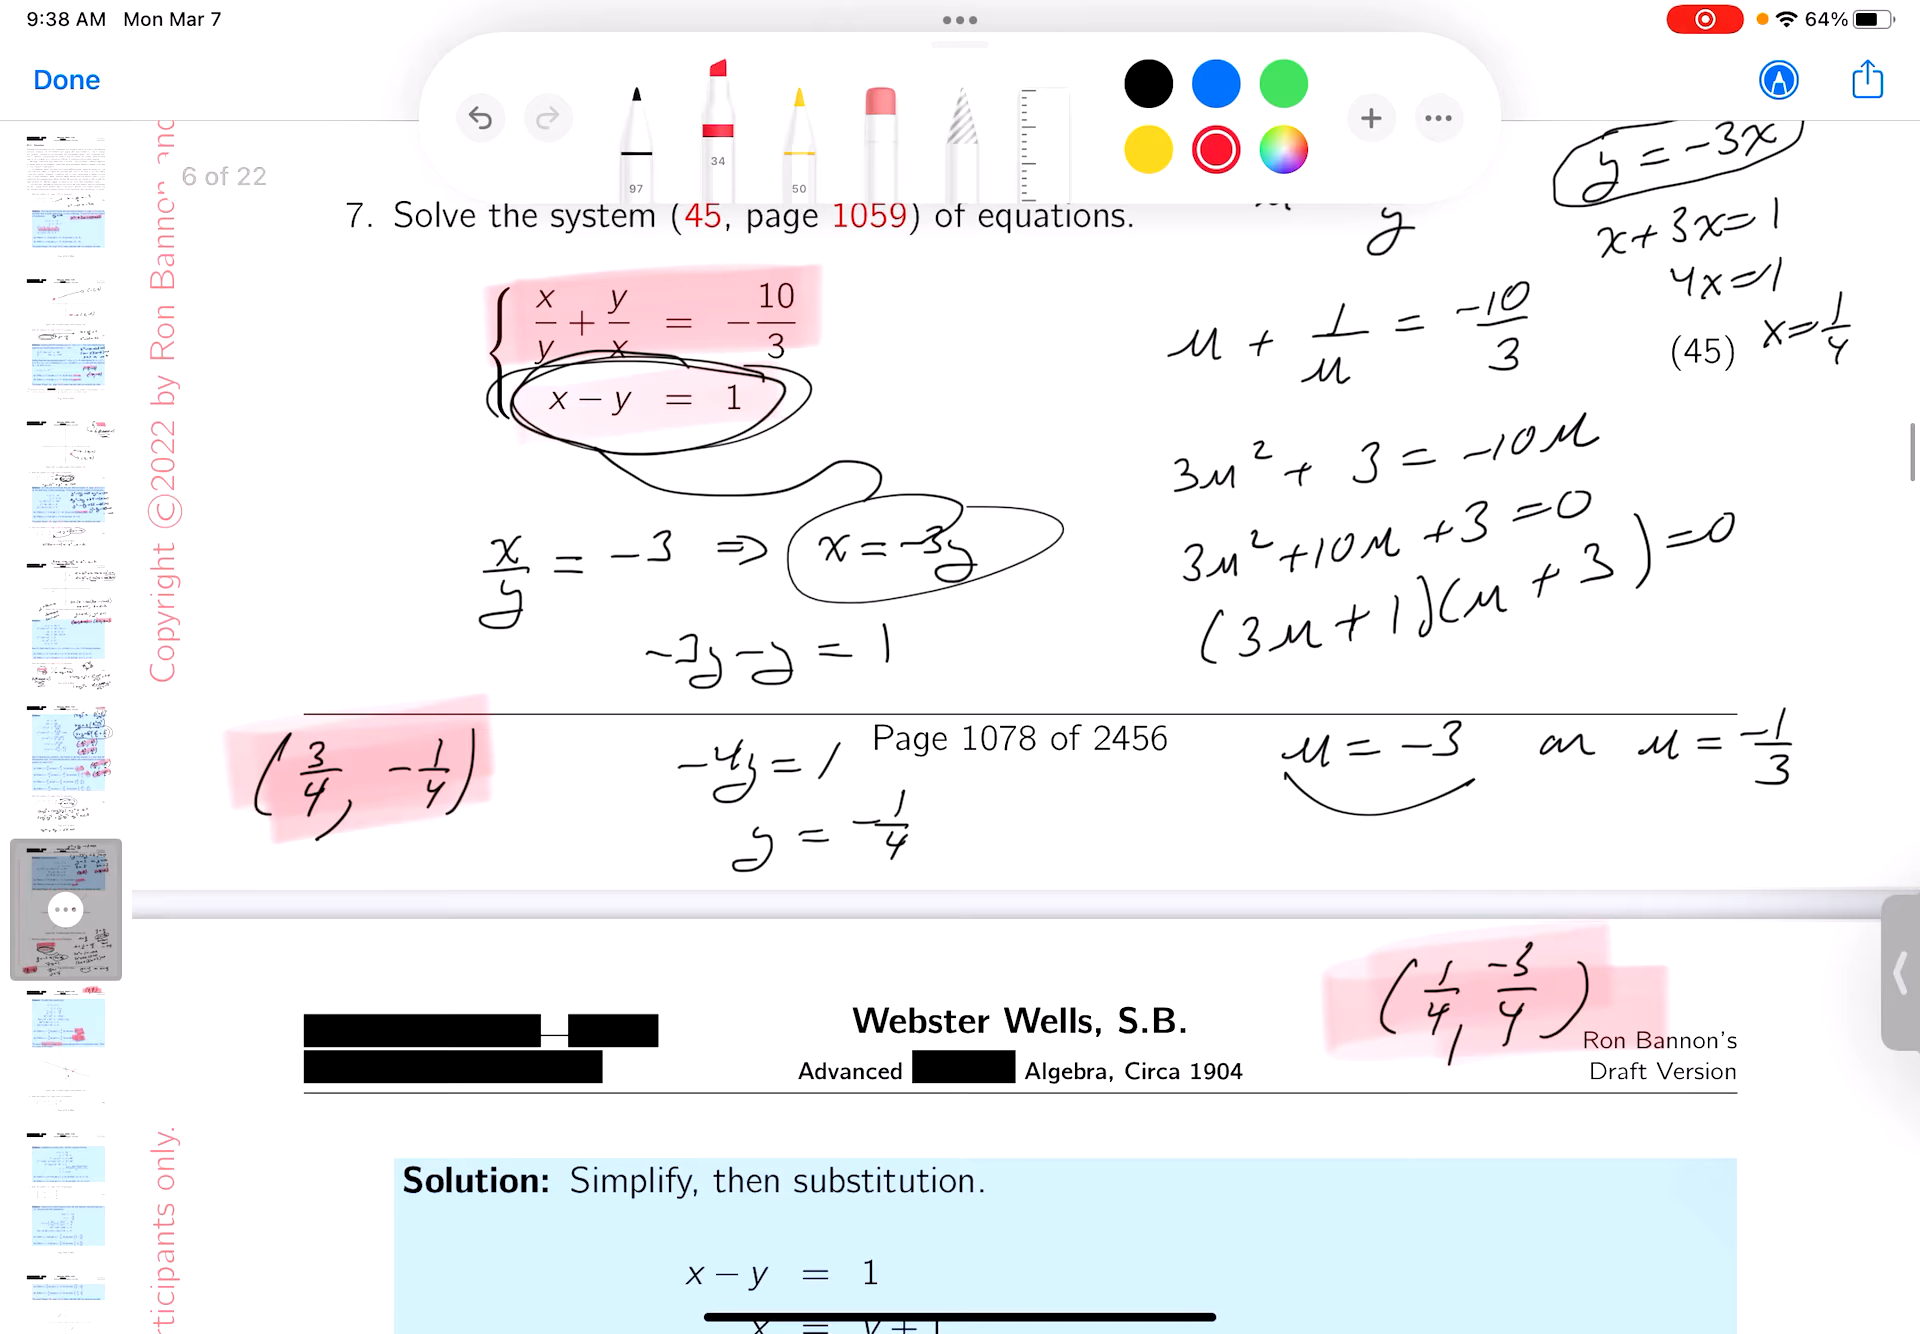 9:38 AM Mon Mar 7
64%
Done
97
34
50
6 of 22
Copyright ©2022 by Ron Bannon and
7. Solve the system (45, page 1059) of equations.
x/y + y/x = -10/3
x − y = 1
(45)
y
y = -3x
x + 3x = 1
4x = 1
x = 1/4
u + 1/u = -10/3
3u² + 3 = -10u
3u² + 10u + 3 = 0
(3u + 1)(u + 3) = 0
x/y = -3 ⇒ x = -3y
-3y - y = 1
Page 1078 of 2456
u = -3 or u = -1/3
(3/4, -1/4)
-4y = 1
y = -1/4
(1/4, -3/4)
Webster Wells, S.B.
Advanced Algebra, Circa 1904
Ron Bannon's
Draft Version
rticipants only.
Solution: Simplify, then substitution.
x − y = 1
x = y + 1